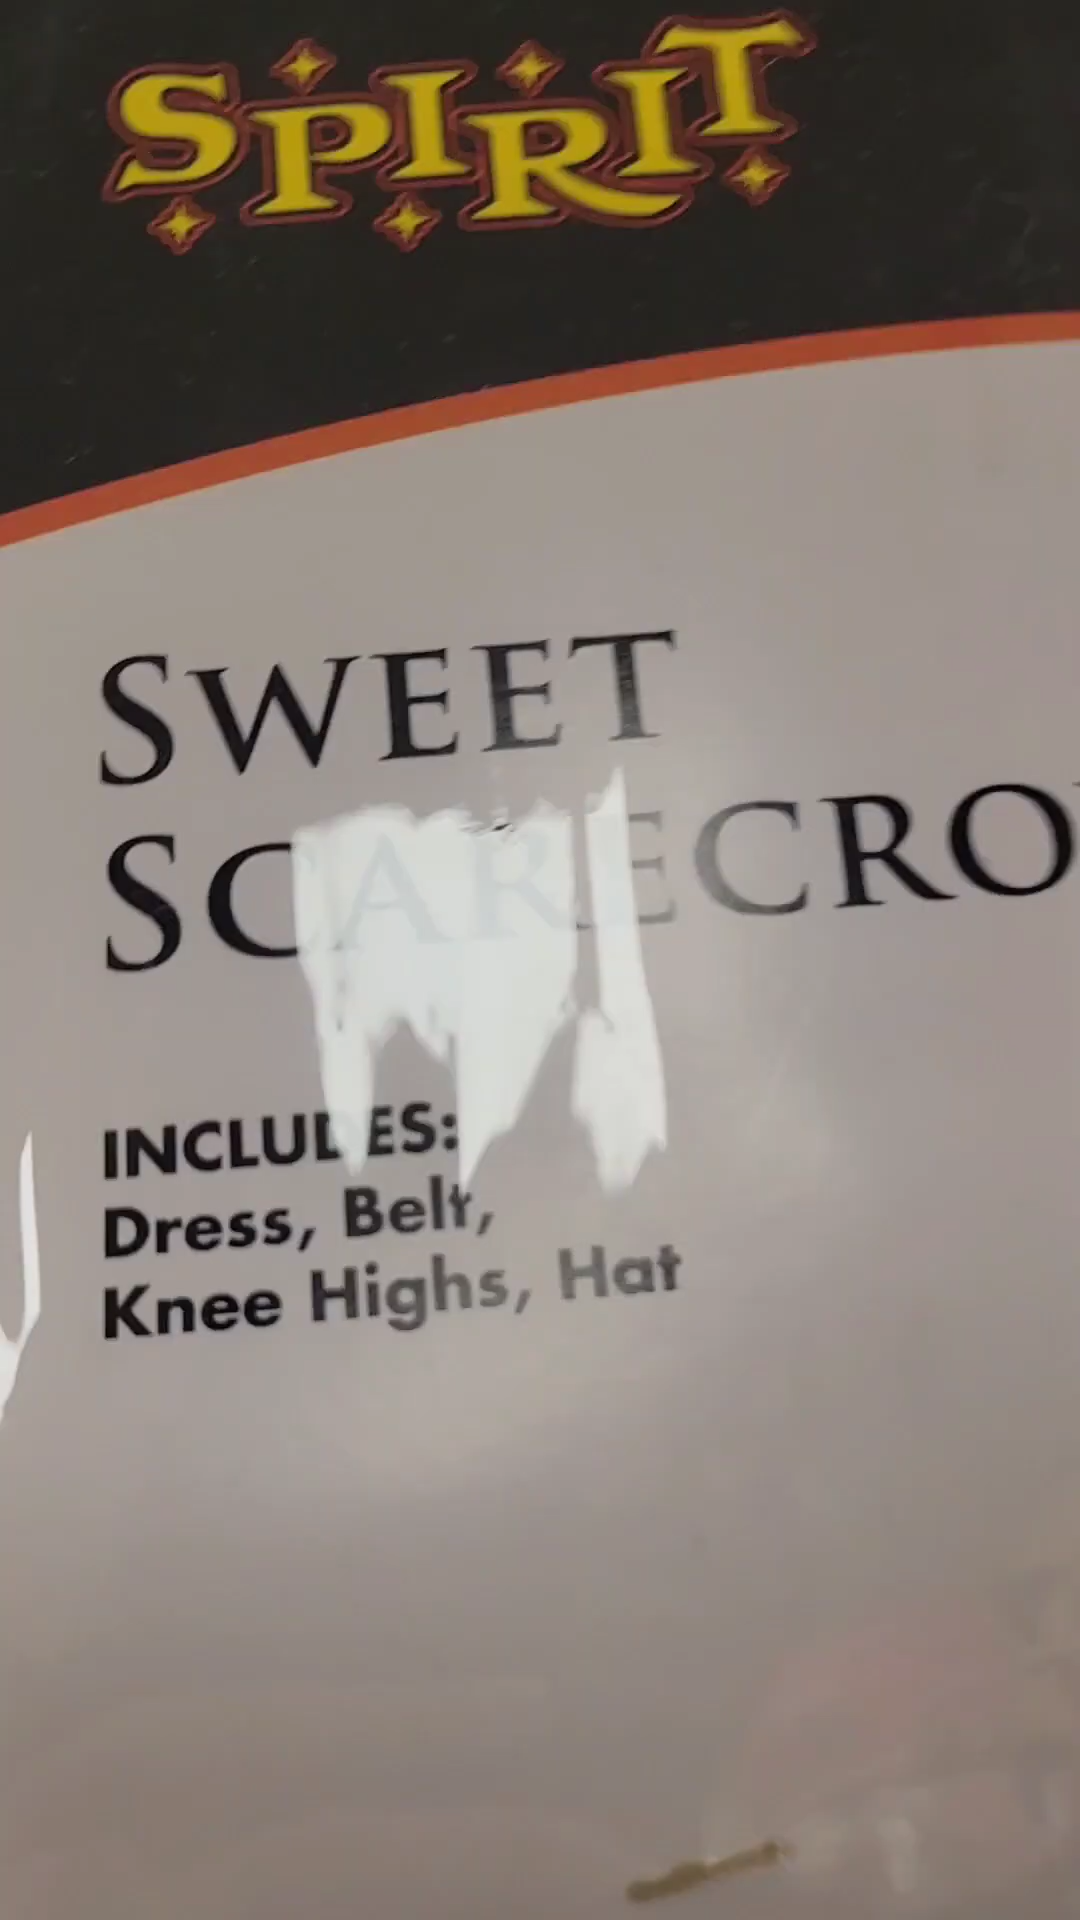 SPIRIT
SWEET
SCARECRO
INCLUDES:
Dress, Belt,
Knee Highs, Hat